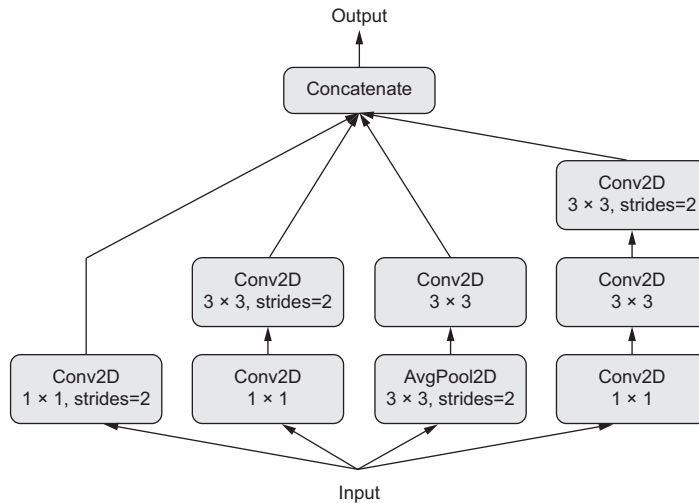 Output
Concatenate
Conv2D
3 × 3, strides=2
Conv2D
3 × 3, strides=2
Conv2D
3 × 3
Conv2D
3 × 3
Conv2D
1 × 1, strides=2
Conv2D
1 × 1
AvgPool2D
3 × 3, strides=2
Conv2D
1 × 1
Input